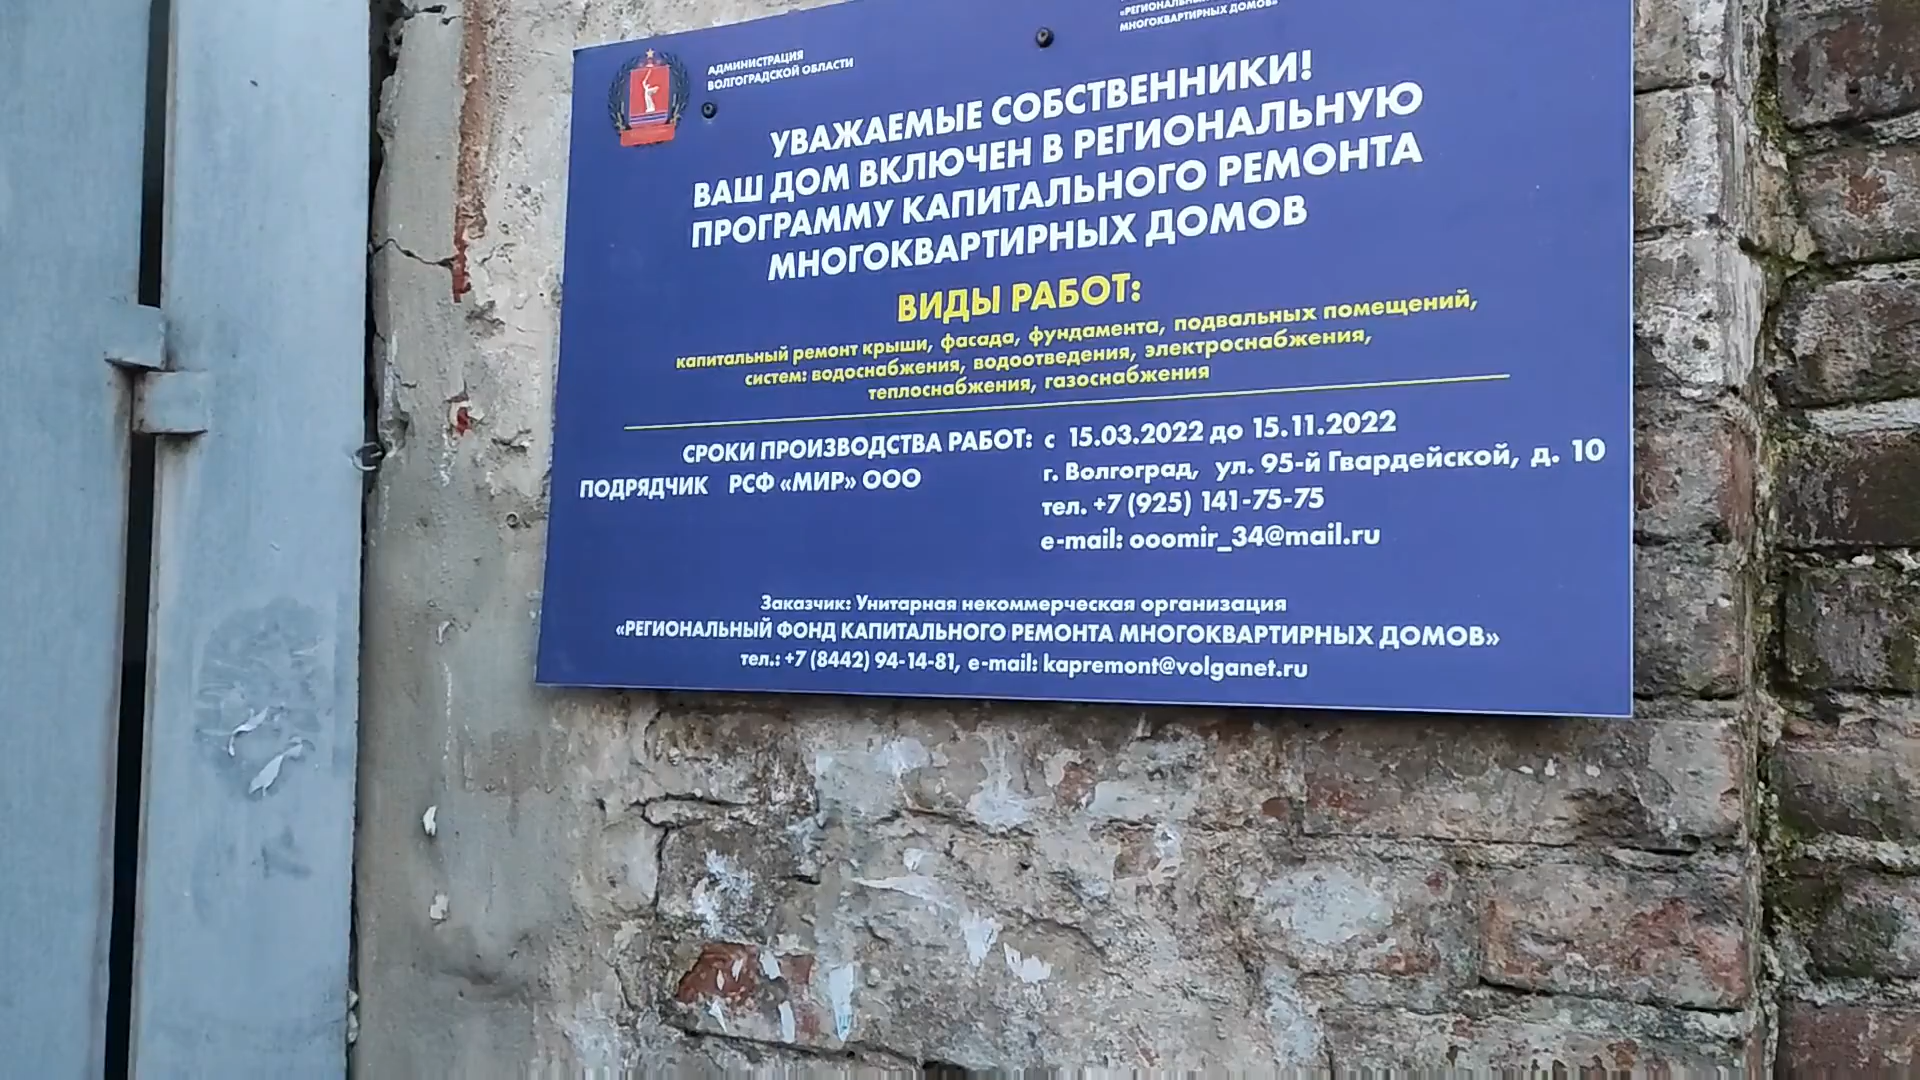 АДМИНИСТРАЦИЯ
ВОЛГОГРАДСКОЙ ОБЛАСТИ
«РЕГИОНАЛЬНЫЙ
МНОГОКВАРТИРНЫХ ДОМОВ»
УВАЖАЕМЫЕ СОБСТВЕННИКИ!
ВАШ ДОМ ВКЛЮЧЕН В РЕГИОНАЛЬНУЮ
ПРОГРАММУ КАПИТАЛЬНОГО РЕМОНТА
МНОГОКВАРТИРНЫХ ДОМОВ
ВИДЫ РАБОТ:
капитальный ремонт крыши, фасада, фундамента, подвальных помещений,
систем: водоснабжения, водоотведения, электроснабжения,
теплоснабжения, газоснабжения
СРОКИ ПРОИЗВОДСТВА РАБОТ: с 15.03.2022 до 15.11.2022
ПОДРЯДЧИК РСФ «МИР» ООО
г. Волгоград, ул. 95-й Гвардейской, д. 10
тел. +7 (925) 141-75-75
e-mail: ooomir_34@mail.ru
Заказчик: Унитарная некоммерческая организация
«РЕГИОНАЛЬНЫЙ ФОНД КАПИТАЛЬНОГО РЕМОНТА МНОГОКВАРТИРНЫХ ДОМОВ»
тел.: +7 (8442) 94-14-81, e-mail: kapremont@volganet.ru